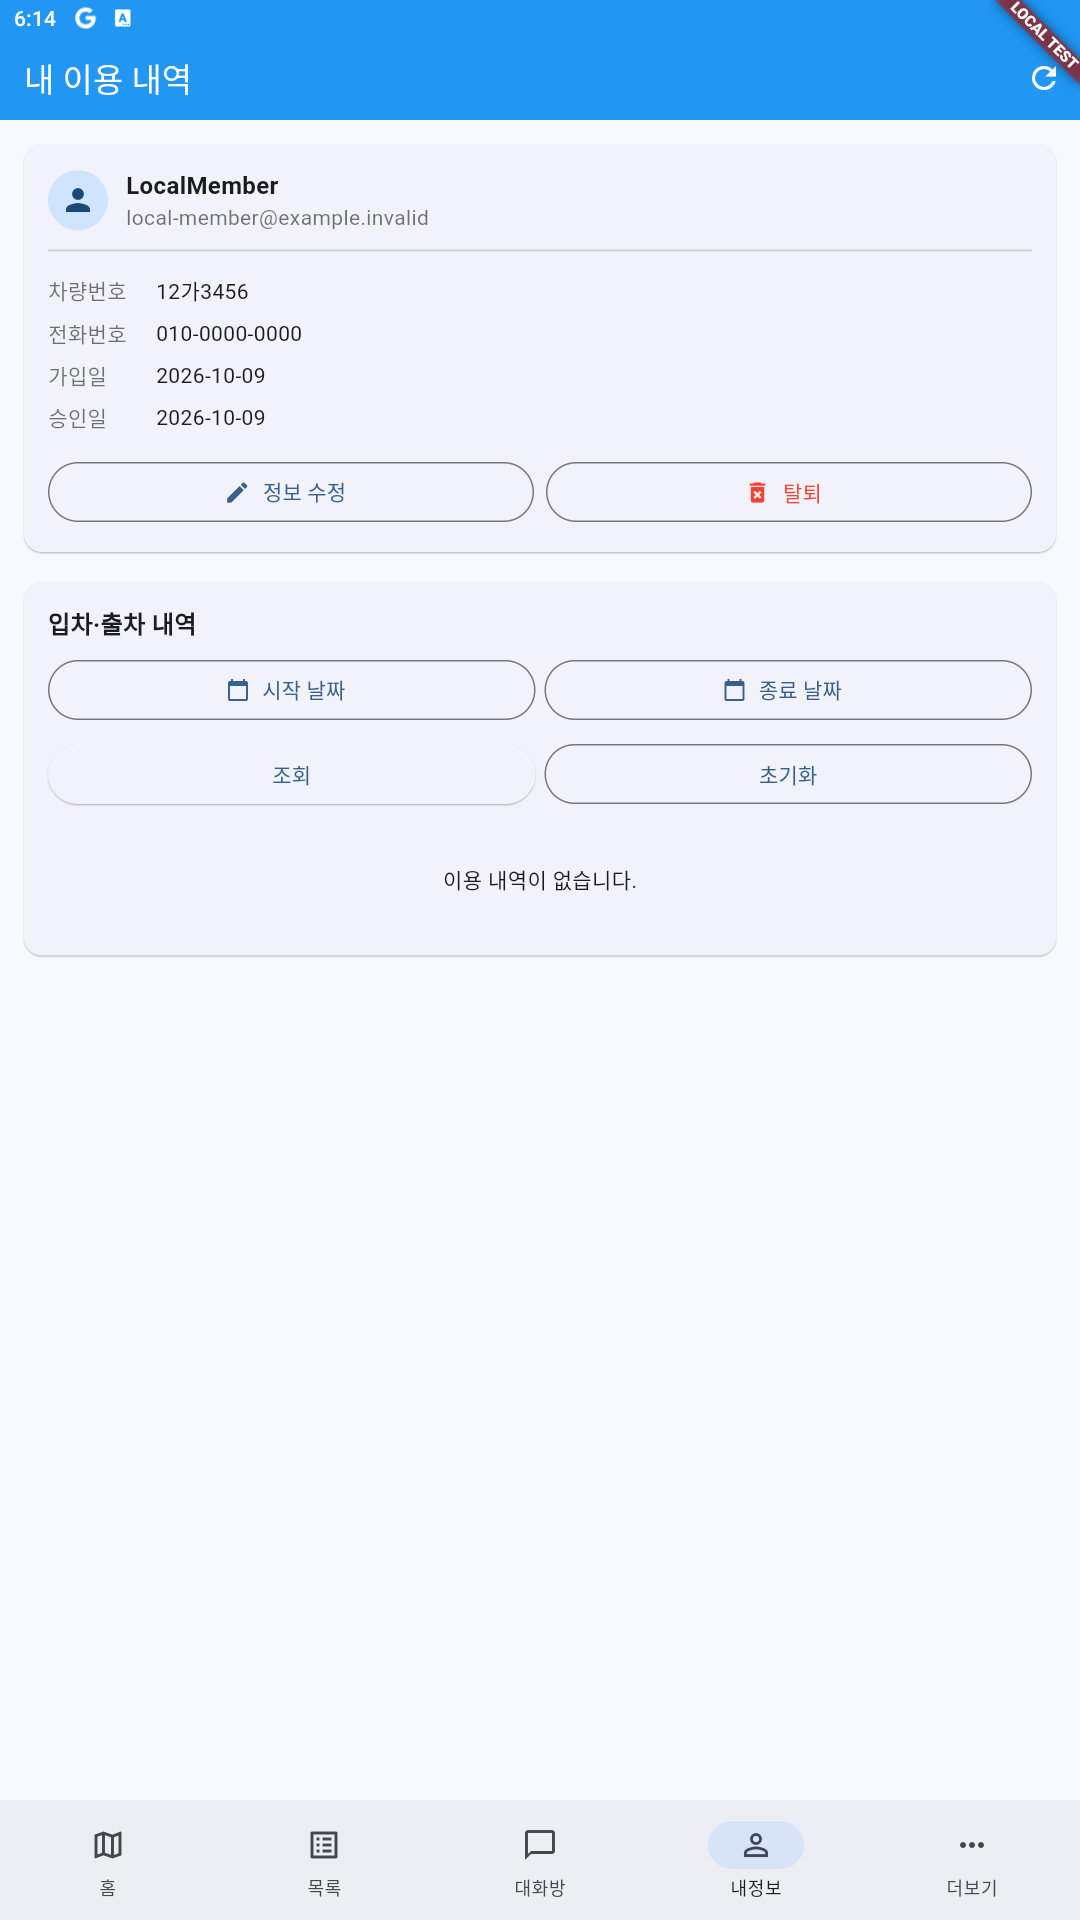 6:14
LOCAL TEST
내 이용 내역
LocalMember
local-member@example.invalid
차량번호 12가3456
전화번호 010-0000-0000
가입일 2026-10-09
승인일 2026-10-09
정보 수정 탈퇴
입차·출차 내역
시작 날짜 종료 날짜
조회 초기화
이용 내역이 없습니다.
홈 목록 대화방 내정보 더보기